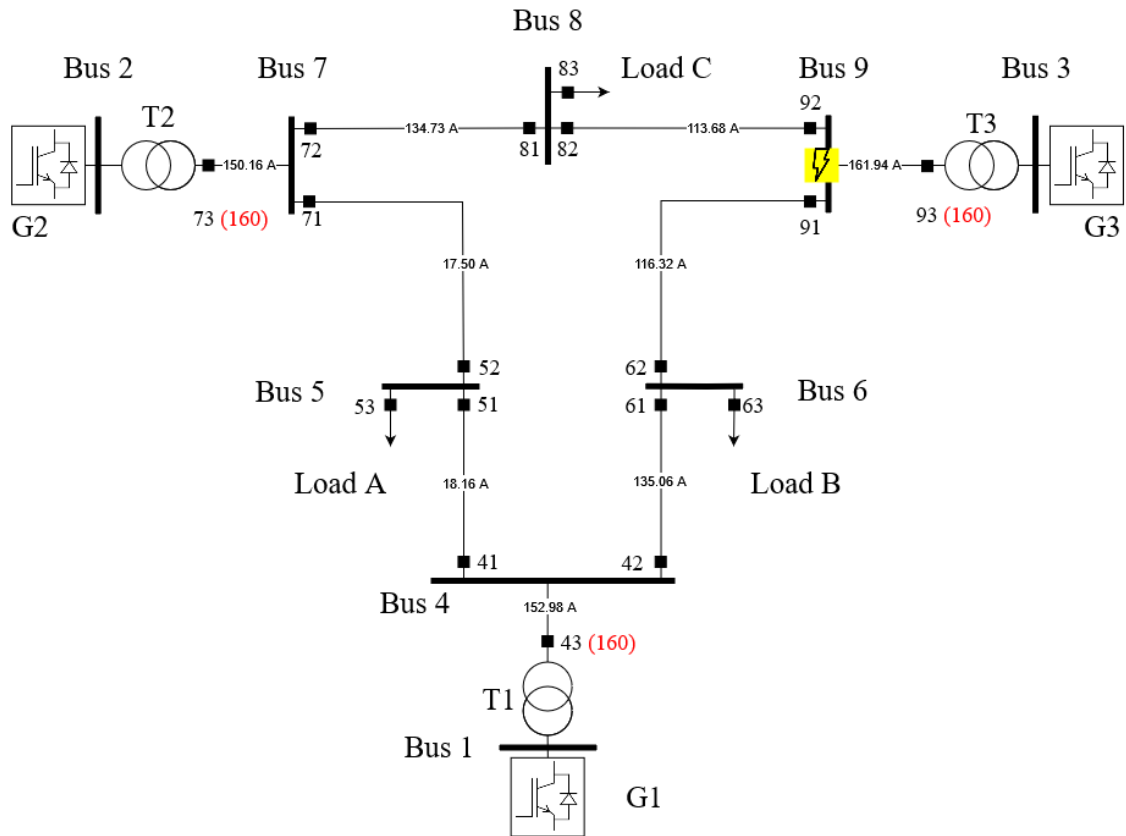 Bus 8
Bus 2
Bus 7
83
Load C
Bus 9
Bus 3
92
T2
134.73 A
113.68 A
T3
72
81
82
150.16 A
161.94 A
G2
73 (160)
71
91
93 (160)
G3
17.50 A
116.32 A
52
62
Bus 5
53
51
61
63
Bus 6
Load A
18.16 A
135.06 A
Load B
41
42
Bus 4
152.98 A
43 (160)
T1
Bus 1
G1